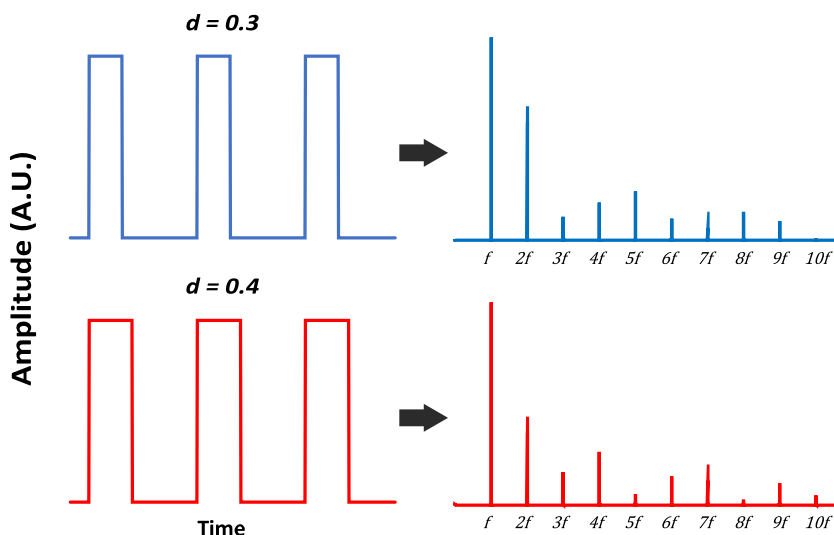 d = 0.3
Amplitude (A.U.)
f 2f 3f 4f 5f 6f 7f 8f 9f 10f
d = 0.4
f 2f 3f 4f 5f 6f 7f 8f 9f 10f
Time